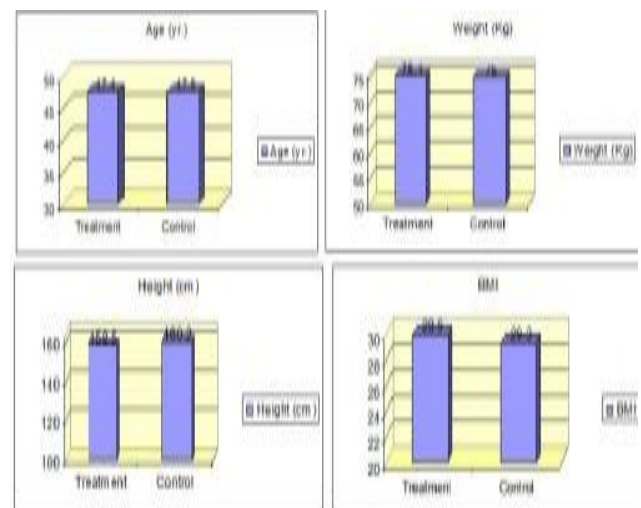 Age (yr.)
50
45
40
35
30
Treatment
Control
Age (yr.)
Weight (Kg)
75
70
65
60
55
50
Treatment
Control
Weight (Kg)
Height (cm)
160
140
120
100
Treatment
Control
Height (cm)
BMI
30
28
26
24
22
20
Treatment
Control
BMI